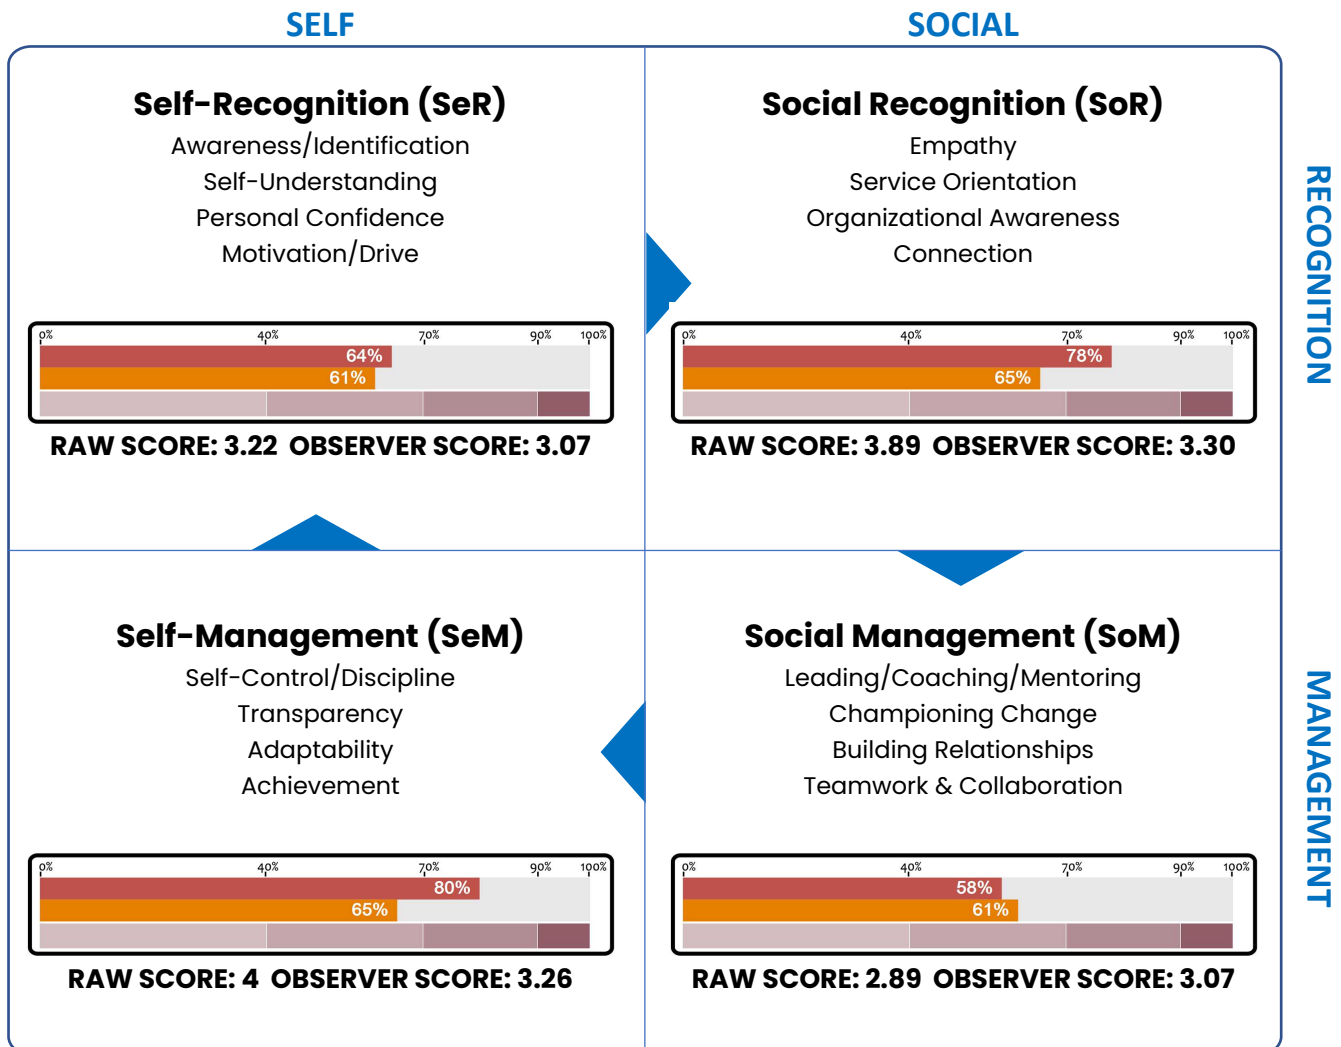 SELF
SOCIAL
Self-Recognition (SeR)
Awareness/Identification
Self-Understanding
Personal Confidence
Motivation/Drive
0% 40% 70% 90% 100%
64%
61%
RAW SCORE: 3.22 OBSERVER SCORE: 3.07
Social Recognition (SoR)
Empathy
Service Orientation
Organizational Awareness
Connection
0% 40% 70% 90% 100%
78%
65%
RAW SCORE: 3.89 OBSERVER SCORE: 3.30
RECOGNITION
Self-Management (SeM)
Self-Control/Discipline
Transparency
Adaptability
Achievement
0% 40% 70% 90% 100%
80%
65%
RAW SCORE: 4 OBSERVER SCORE: 3.26
Social Management (SoM)
Leading/Coaching/Mentoring
Championing Change
Building Relationships
Teamwork & Collaboration
0% 40% 70% 90% 100%
58%
61%
RAW SCORE: 2.89 OBSERVER SCORE: 3.07
MANAGEMENT